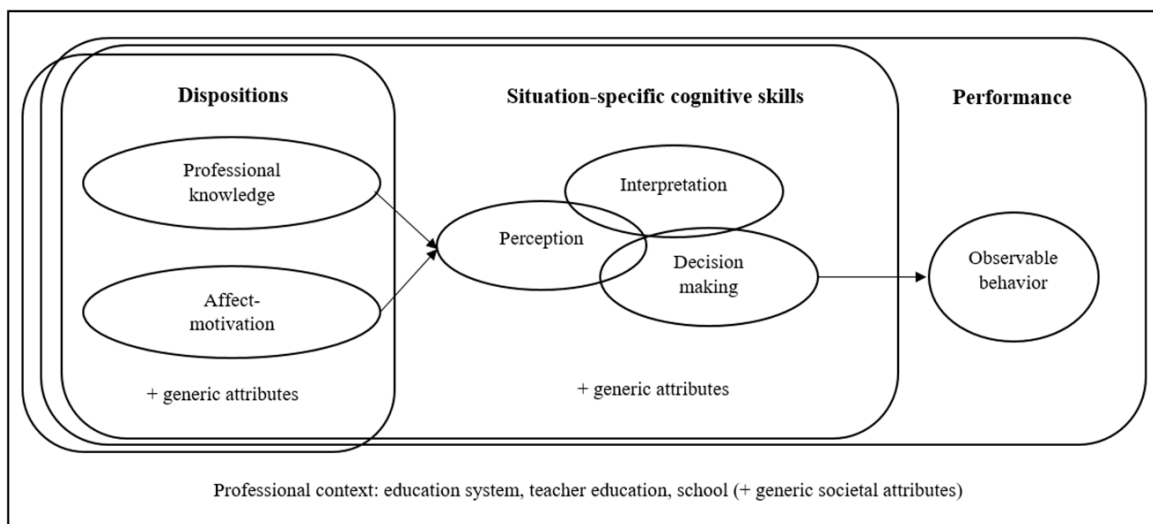 Dispositions
Situation-specific cognitive skills
Performance
Professional
knowledge
Affect-
motivation
+ generic attributes
Interpretation
Perception
Decision
making
+ generic attributes
Observable
behavior
Professional context: education system, teacher education, school (+ generic societal attributes)